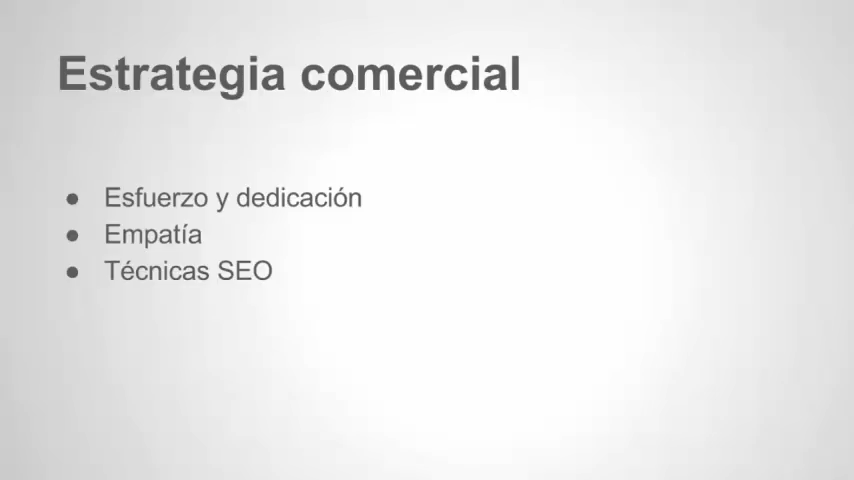 Estrategia comercial
● Esfuerzo y dedicación
● Empatía
● Técnicas SEO